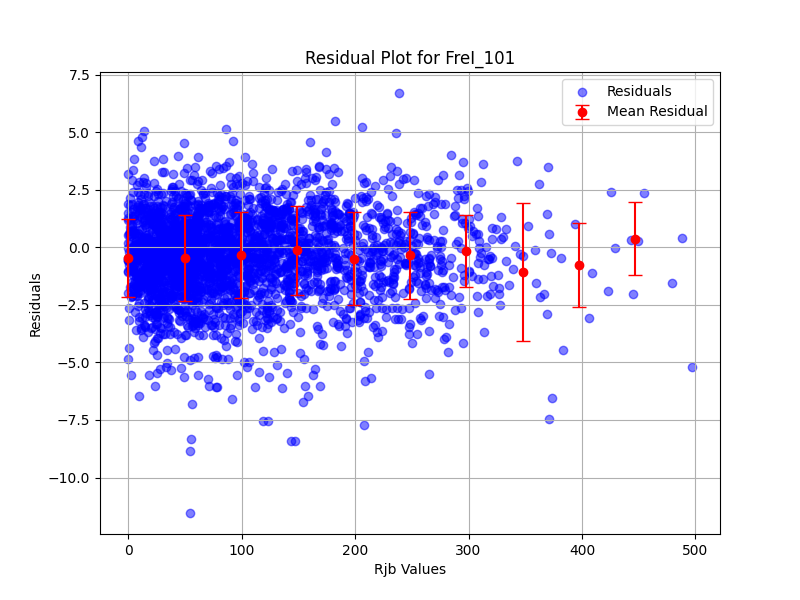 Residual Plot for FreI_101
Residuals
Mean Residual
7.5
5.0
2.5
0.0
−2.5
−5.0
−7.5
−10.0
Residuals
0 100 200 300 400 500
Rjb Values